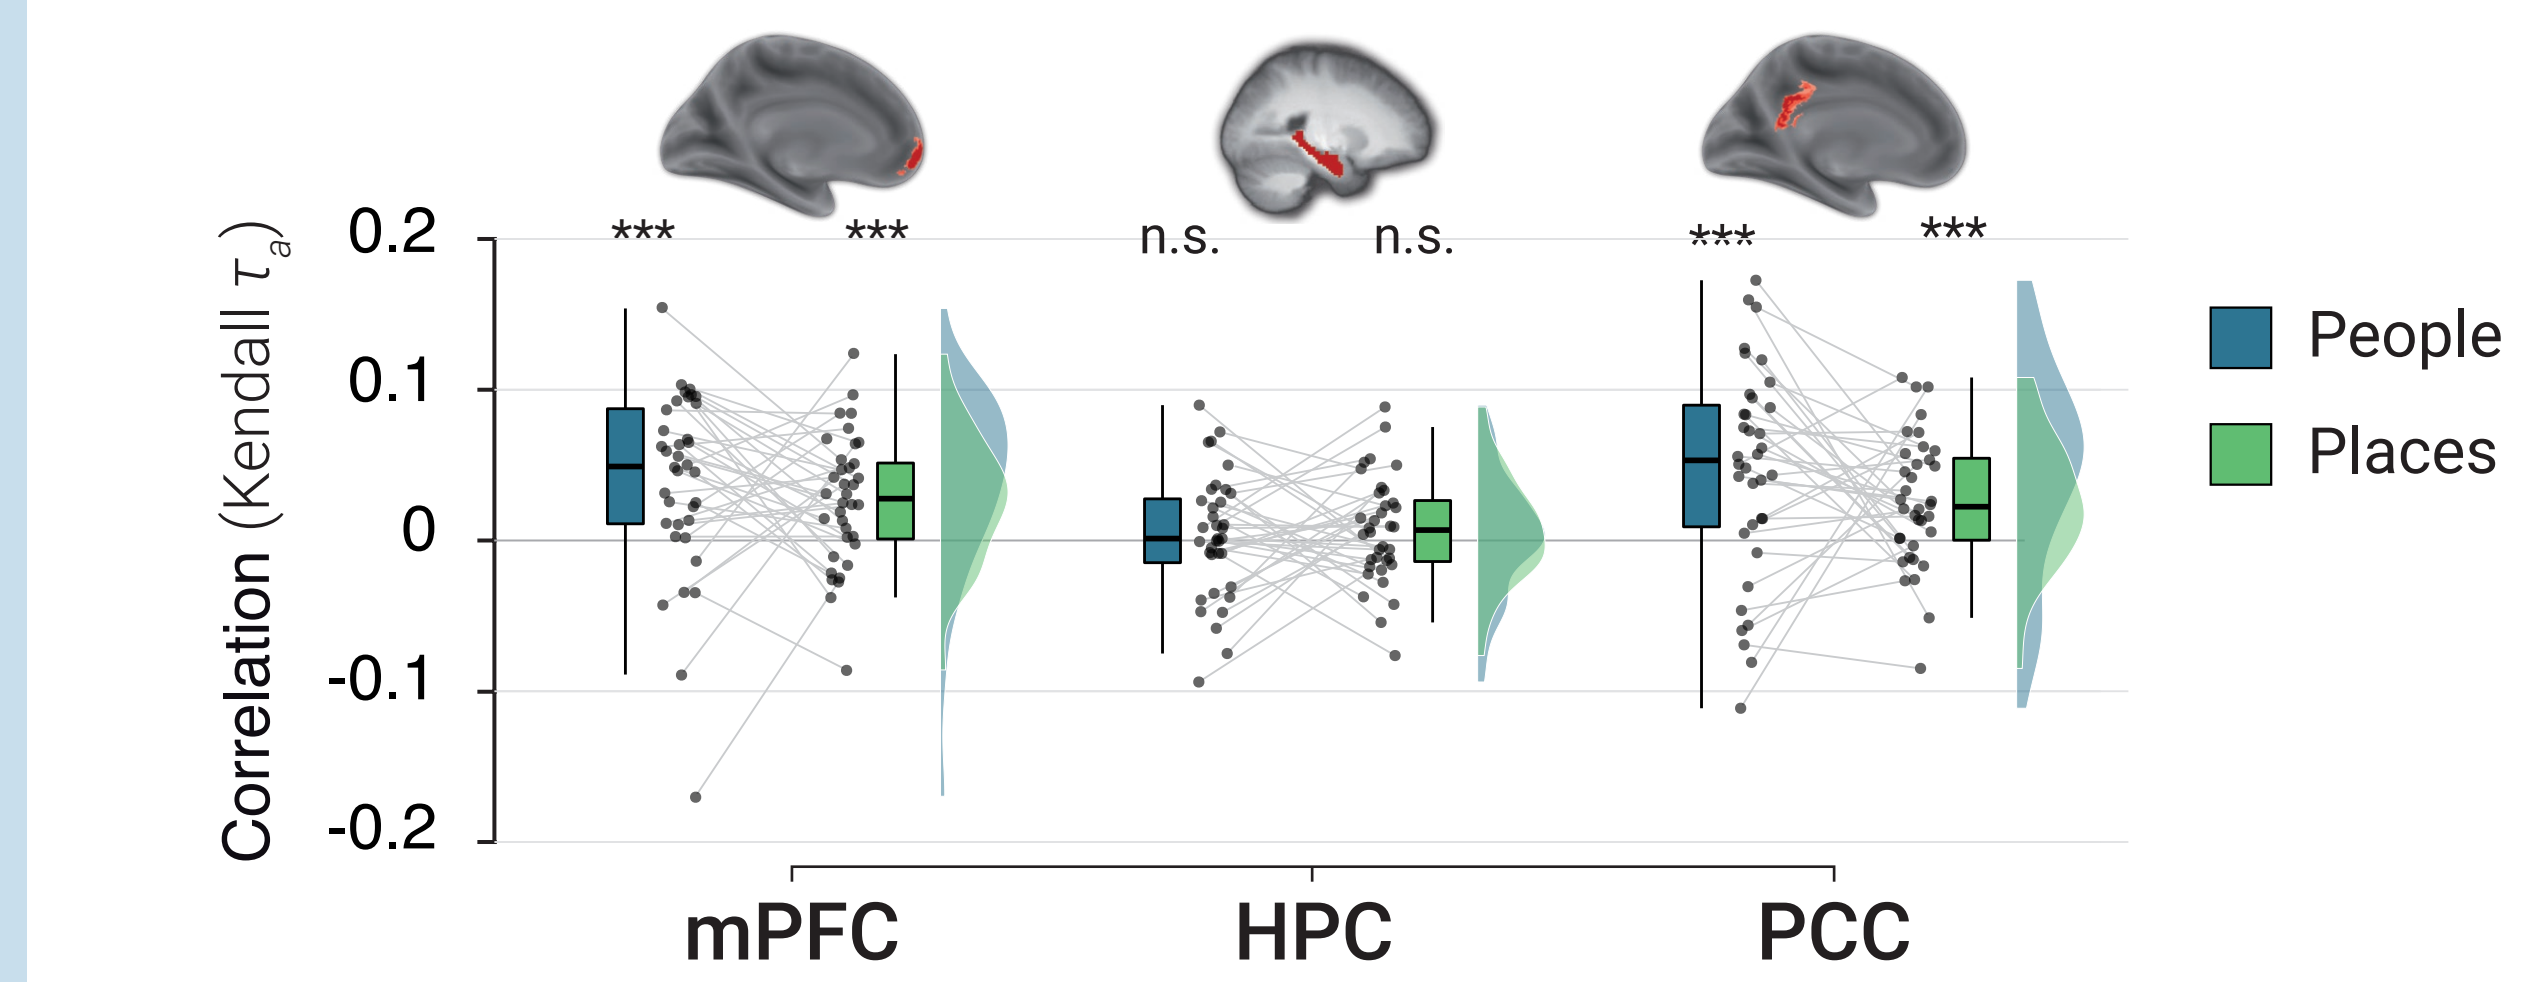 *** *** n.s. n.s. *** ***
Correlation (Kendall τa)
0.2
0.1
0
-0.1
-0.2
People
Places
mPFC HPC PCC